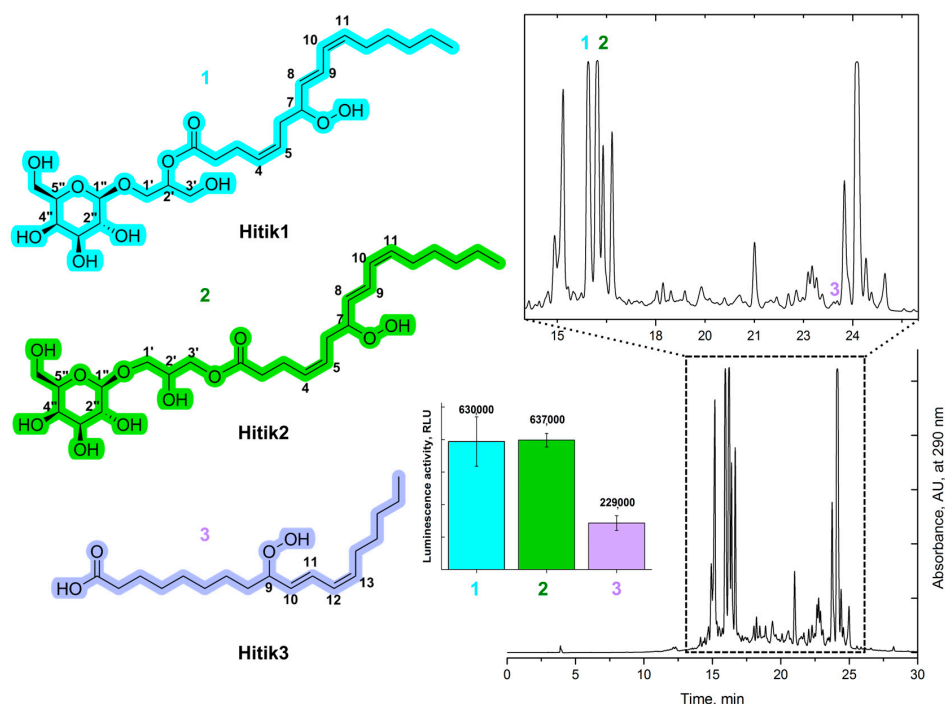 1
11
10
8
9
7
O
OH
O
O
5
4
OH
1''
O
1'
3'
OH
5''
O
2'
4''
2''
HO
OH
OH
Hitik1
2
11
10
8
9
7
O
OH
O
O
1'
2'
3'
5
4
OH
1''
O
O
5''
O
OH
4''
2''
HO
OH
OH
Hitik2
3
O
O
OH
11
HO
9
10
12
13
Hitik3
1 2
3
15 18 20 21 23 24
Luminescence activity, RLU
630000
637000
229000
1 2 3
Absorbance, AU, at 290 nm
0 5 10 15 20 25 30
Time, min